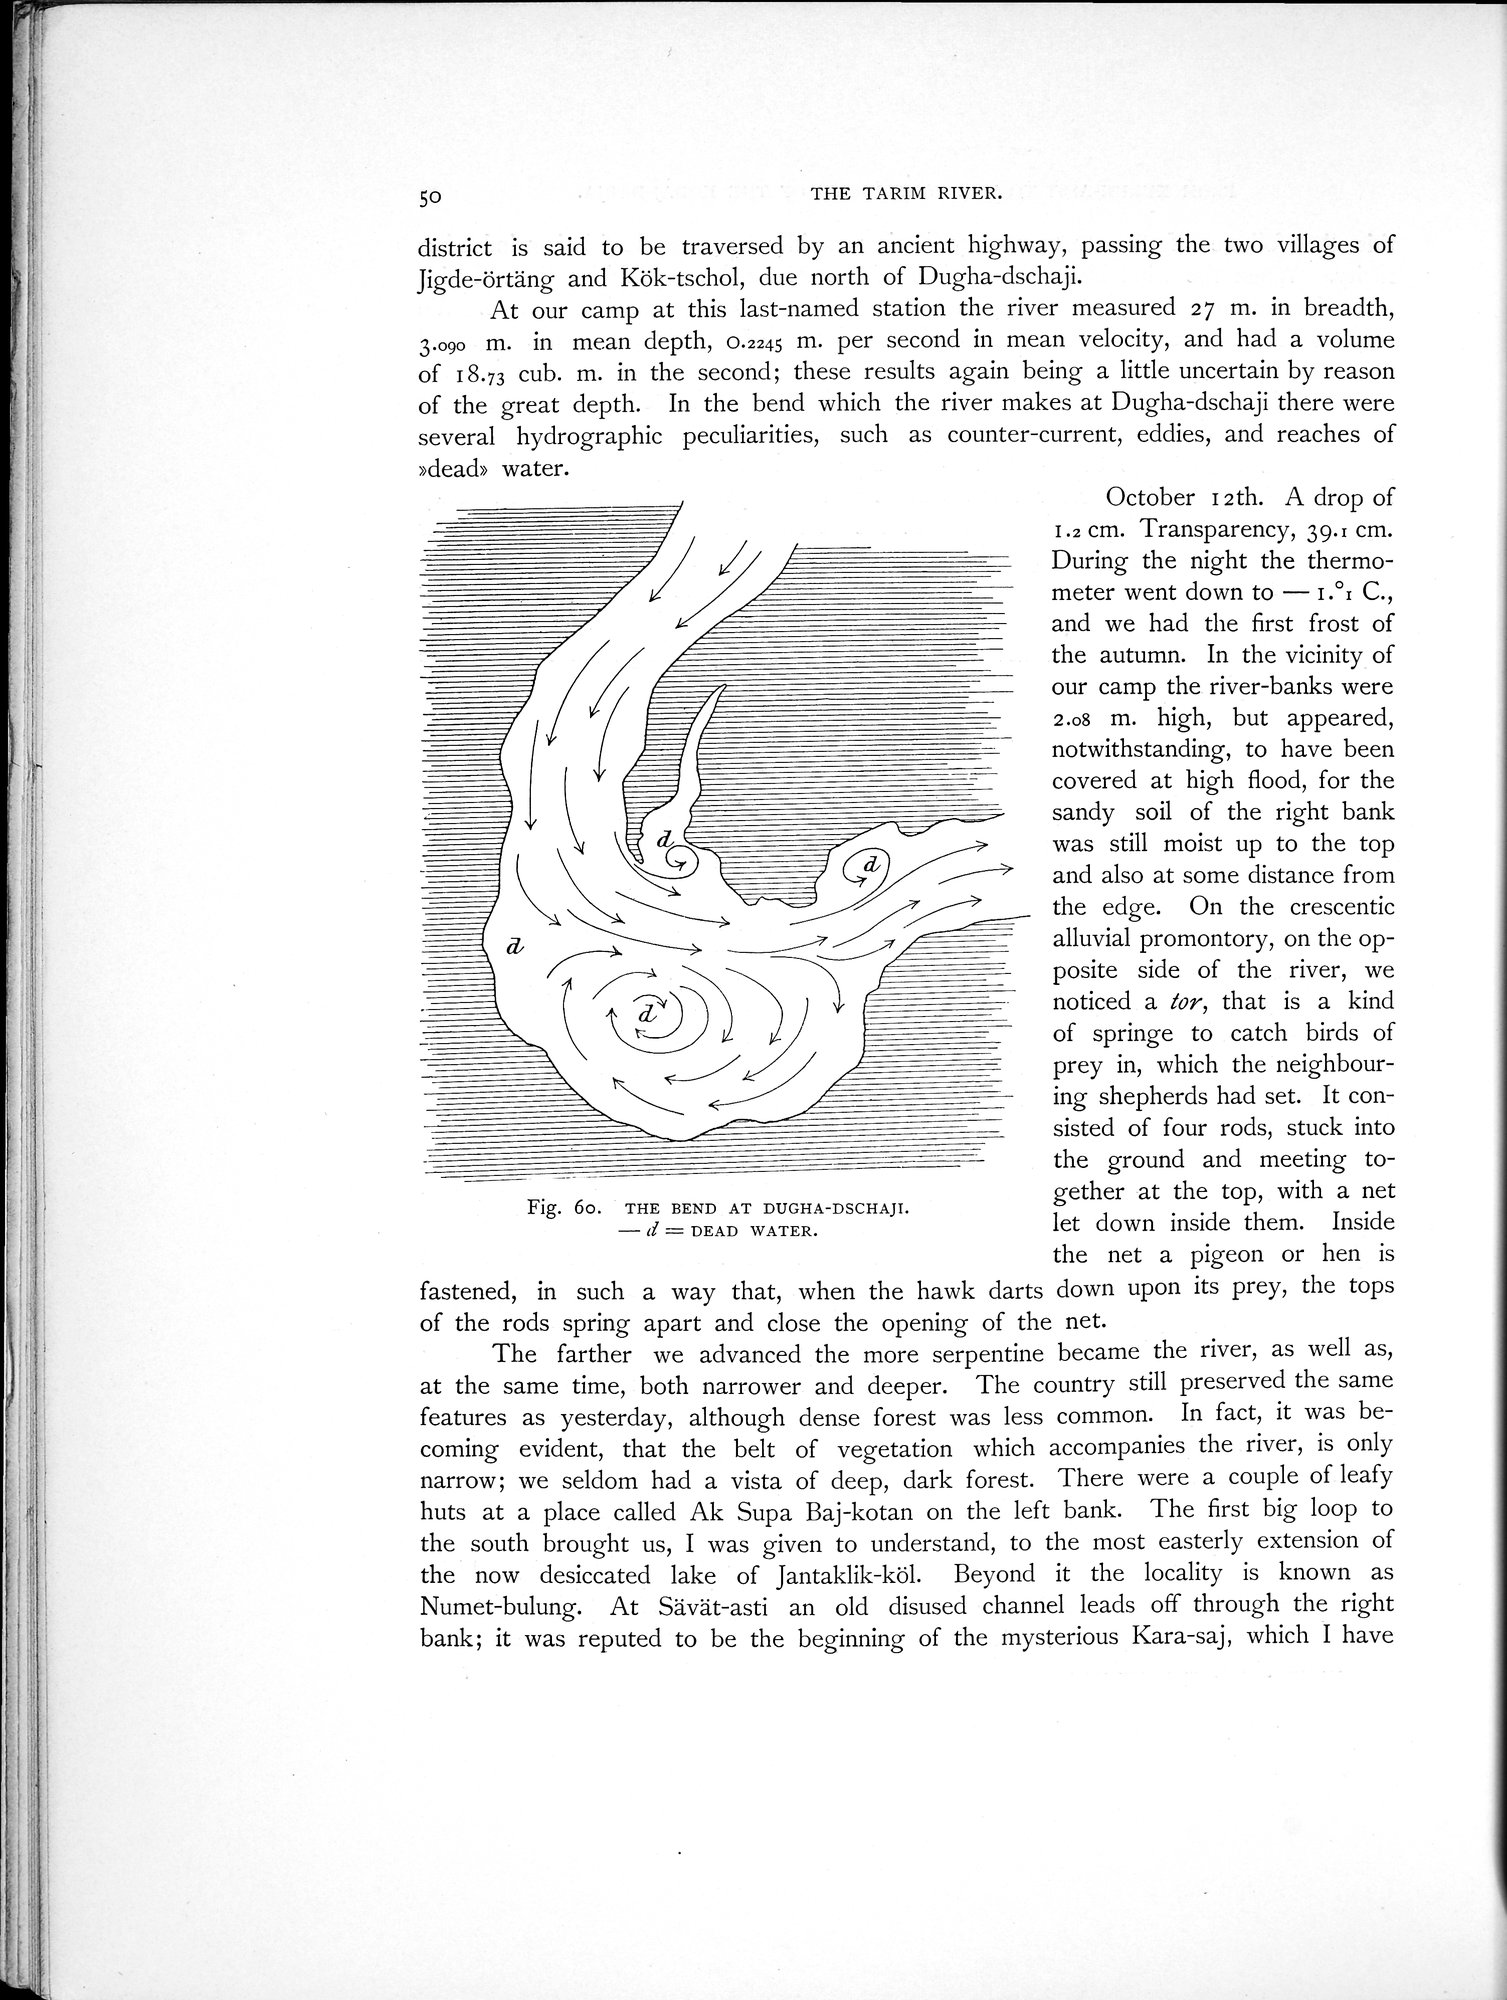 50
THE TARIM RIVER.
district is said to be traversed by an ancient highway, passing the two villages of
Jigde-örtäng and Kök-tschol, due north of Dugha-dschaji.
At our camp at this last-named station the river measured 27 m. in breadth,
3.090 m. in mean depth, 0.2245 m. per second in mean velocity, and had a volume
of 18.73 cub. m. in the second; these results again being a little uncertain by reason
of the great depth. In the bend which the river makes at Dugha-dschaji there were
several hydrographic peculiarities, such as counter-current, eddies, and reaches of
»dead» water.
d
d
d
d
Fig. 60. THE BEND AT DUGHA-DSCHAJI.
— d = DEAD WATER.
October 12th. A drop of
1.2 cm. Transparency, 39.1 cm.
During the night the thermo-
meter went down to — 1.°1 C.,
and we had the first frost of
the autumn. In the vicinity of
our camp the river-banks were
2.08 m. high, but appeared,
notwithstanding, to have been
covered at high flood, for the
sandy soil of the right bank
was still moist up to the top
and also at some distance from
the edge. On the crescentic
alluvial promontory, on the op-
posite side of the river, we
noticed a tor, that is a kind
of springe to catch birds of
prey in, which the neighbour-
ing shepherds had set. It con-
sisted of four rods, stuck into
the ground and meeting to-
gether at the top, with a net
let down inside them. Inside
the net a pigeon or hen is
fastened, in such a way that, when the hawk darts down upon its prey, the tops
of the rods spring apart and close the opening of the net.
The farther we advanced the more serpentine became the river, as well as,
at the same time, both narrower and deeper. The country still preserved the same
features as yesterday, although dense forest was less common. In fact, it was be-
coming evident, that the belt of vegetation which accompanies the river, is only
narrow; we seldom had a vista of deep, dark forest. There were a couple of leafy
huts at a place called Ak Supa Baj-kotan on the left bank. The first big loop to
the south brought us, I was given to understand, to the most easterly extension of
the now desiccated lake of Jantaklik-köl. Beyond it the locality is known as
Numet-bulung. At Sävät-asti an old disused channel leads off through the right
bank; it was reputed to be the beginning of the mysterious Kara-saj, which I have